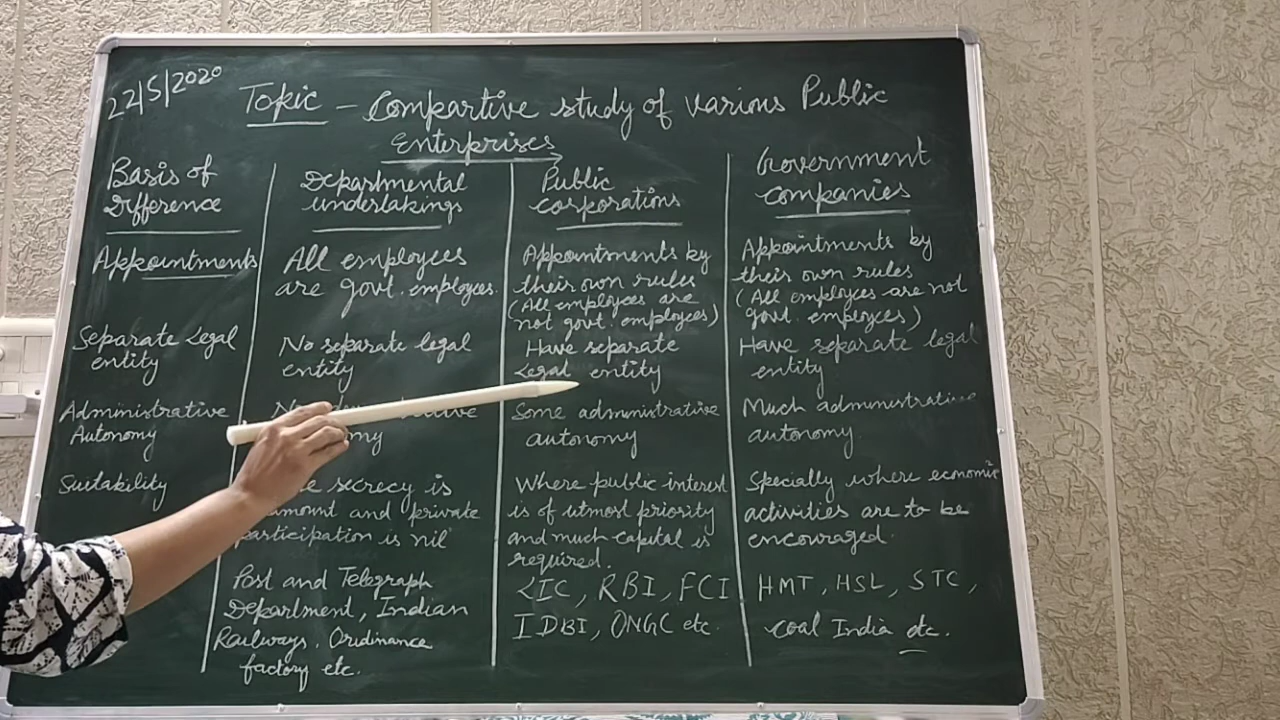 22/5/2020
Topic – Compartive study of various Public
Enterprises
Basis of
Difference
Departmental
undertakings
Public
corporations
Government
companies
Appointments
All employees
are govt. employees.
Appointments by
their own rules
(All employees are
not govt. employees)
Appointments by
their own rules
(All employees are not
govt. employees)
Separate Legal
entity
No separate legal
entity
Have separate
Legal entity
Have separate legal
entity
Administrative
Autonomy
Some administrative
autonomy
Much administrative
autonomy
Suitability
secrecy is
and private
participation is nil
Where public interest
is of utmost priority
and much capital is
required.
Specially where economic
activities are to be
encouraged.
Post and Telegraph
Department, Indian
Railways, Oridinance
factory etc.
LIC, RBI, FCI
IDBI, ONGC etc.
HMT, HSL, STC,
Coal India etc.